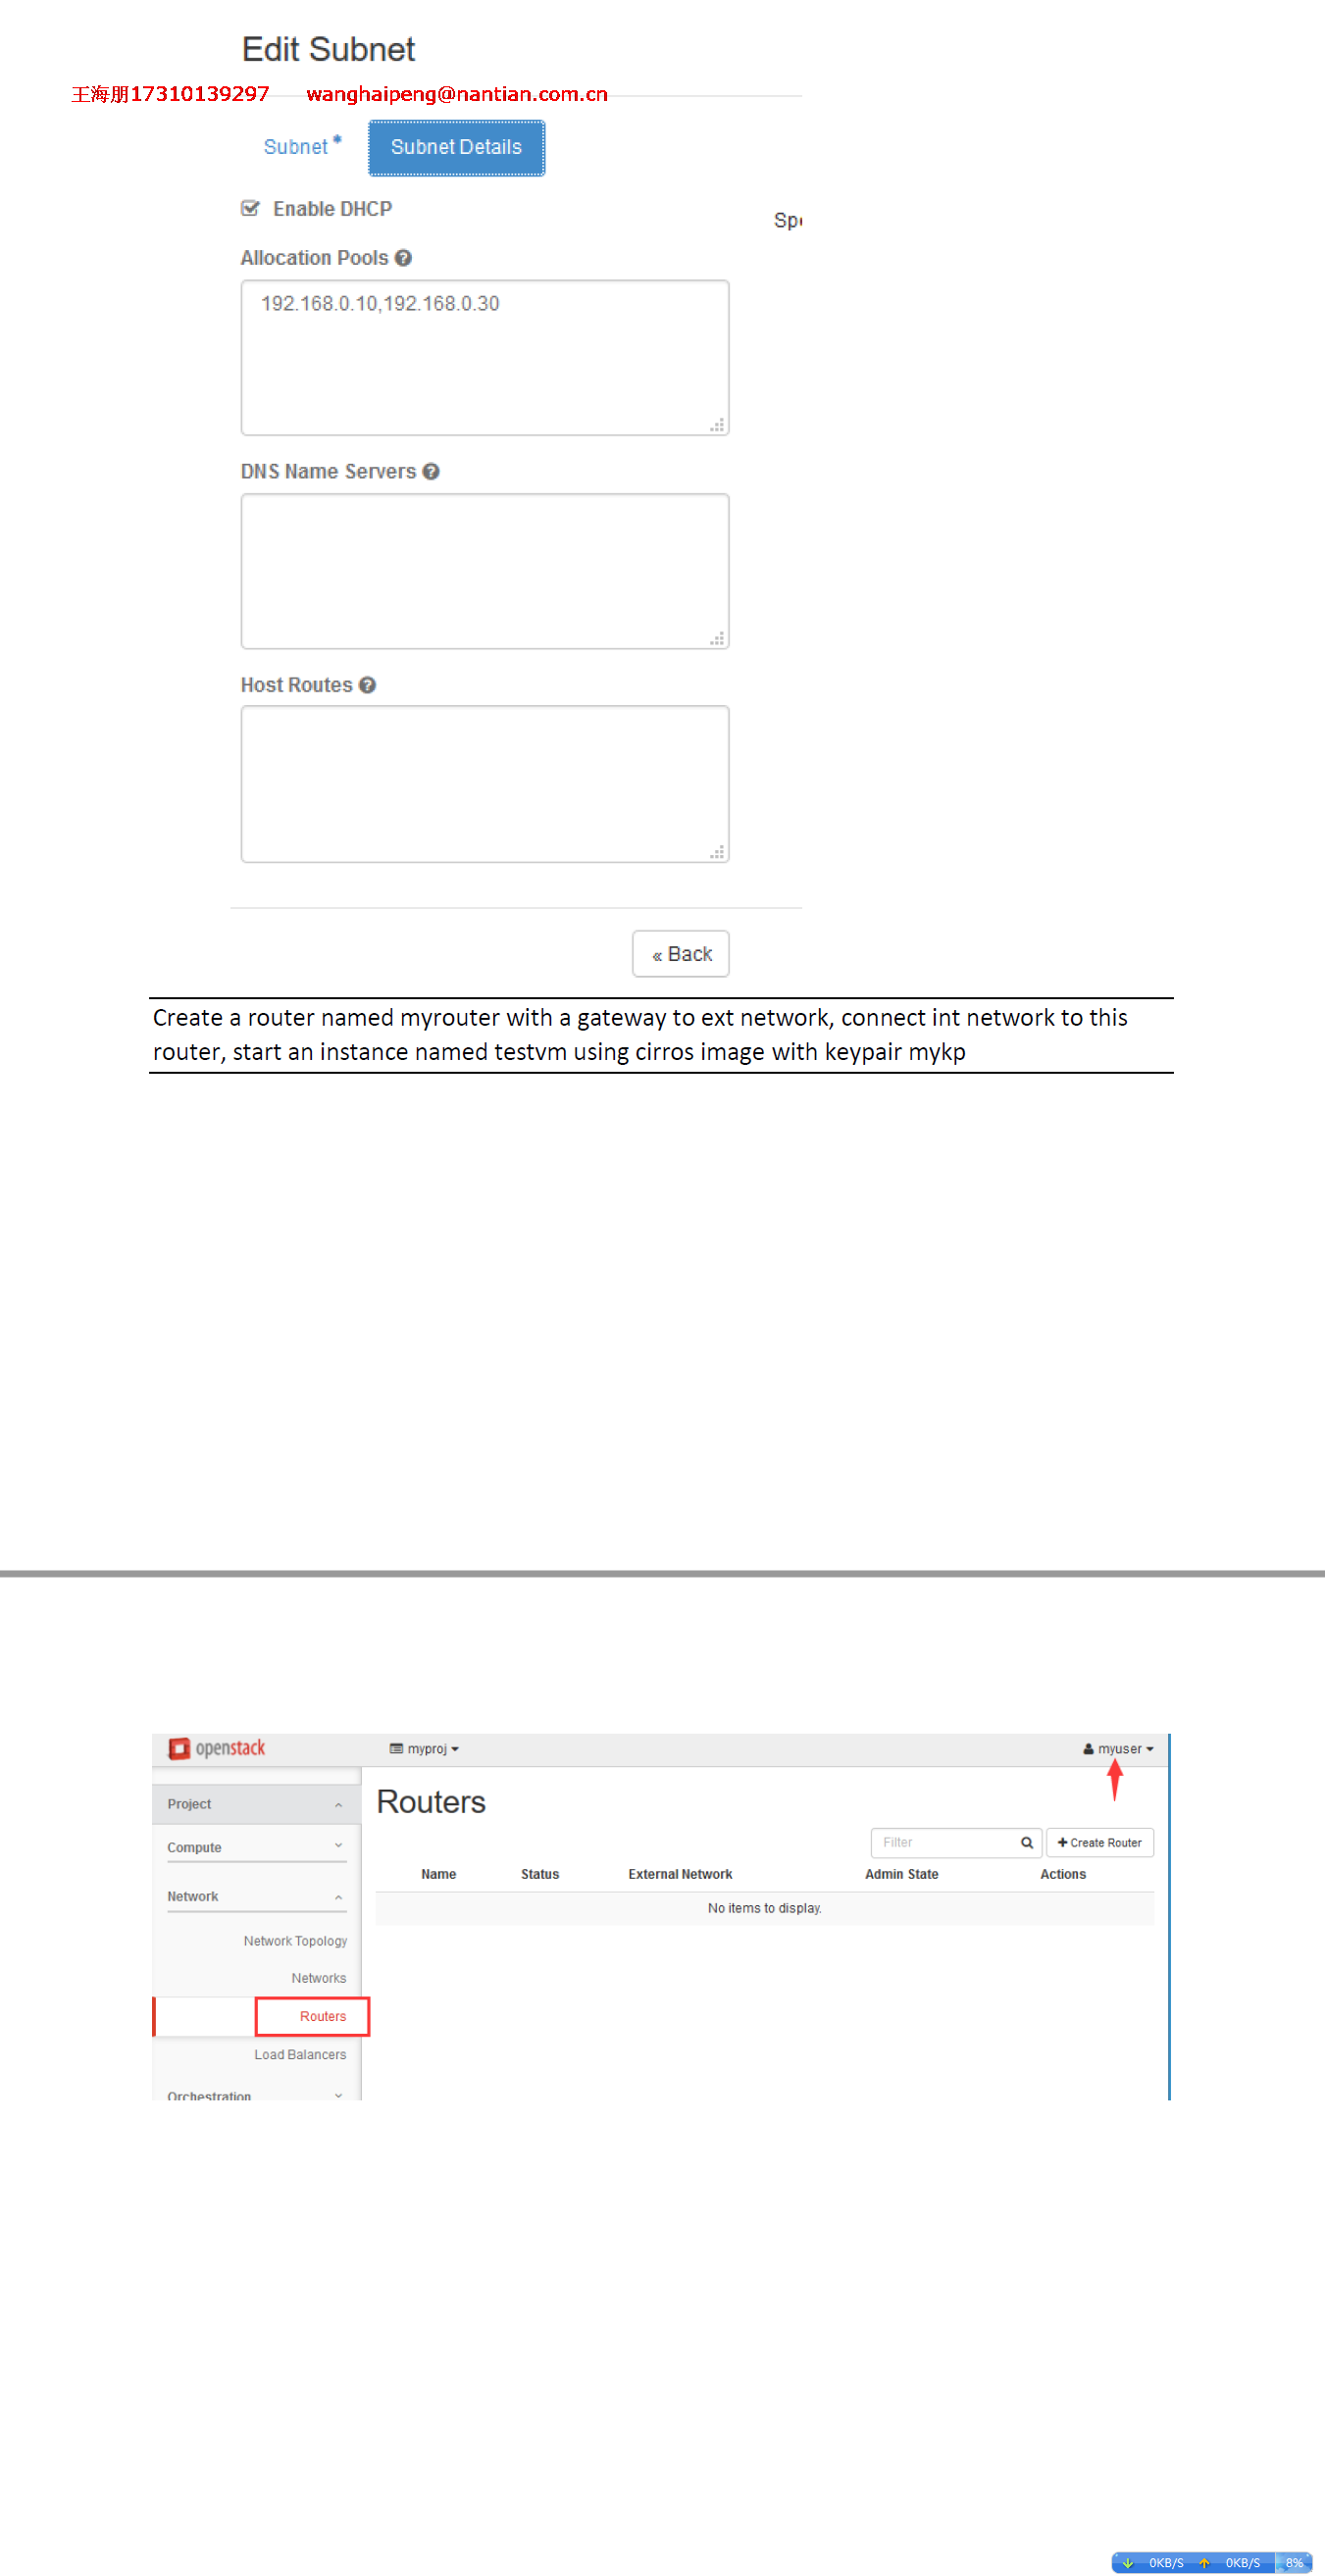 Edit Subnet
王海朋17310139297 wanghaipeng@nantian.com.cn
Subnet * Subnet Details
Enable DHCP
Allocation Pools
192.168.0.10,192.168.0.30
DNS Name Servers
Host Routes
« Back
Create a router named myrouter with a gateway to ext network, connect int network to this
router, start an instance named testvm using cirros image with keypair mykp
openstack myproj myuser
Project
Routers
Compute
Filter + Create Router
Name Status External Network Admin State Actions
Network
No items to display.
Network Topology
Networks
Routers
Load Balancers
Orchestration
0KB/S 0KB/S 8%